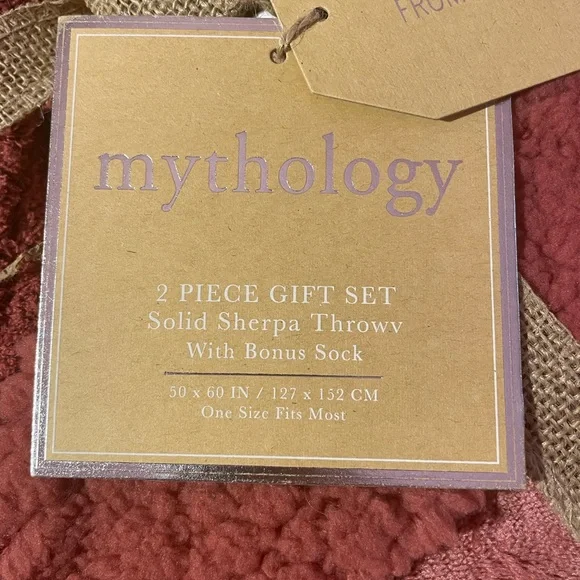 FROM
mythology
2 PIECE GIFT SET
Solid Sherpa Throwv
With Bonus Sock
50 x 60 IN / 127 x 152 CM
One Size Fits Most